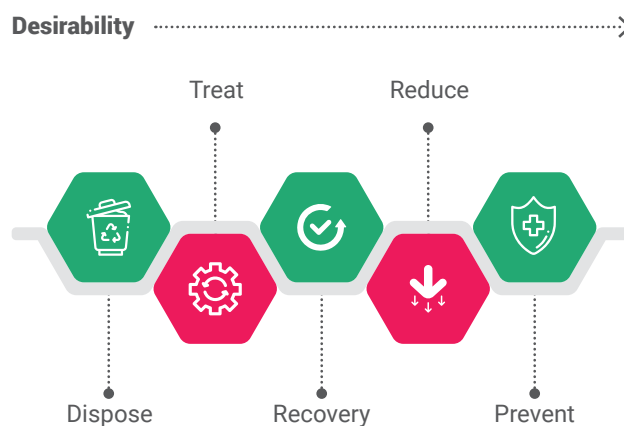 Desirability
Treat
Reduce
Dispose
Recovery
Prevent